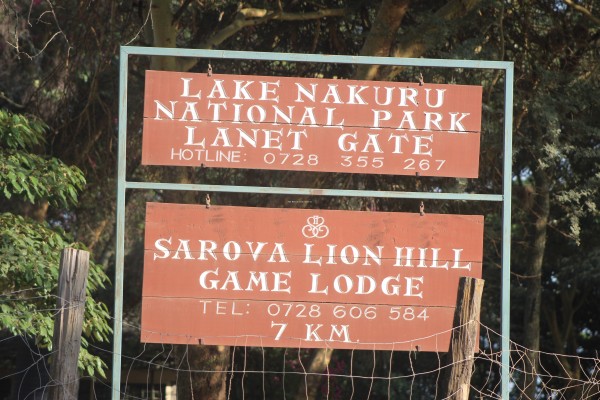 LAKE NAKURU
NATIONAL PARK
LANET GATE
HOTLINE: 0728 355 267
SAROVA LION HILL
GAME LODGE
TEL: 0728 606 584
7 KM